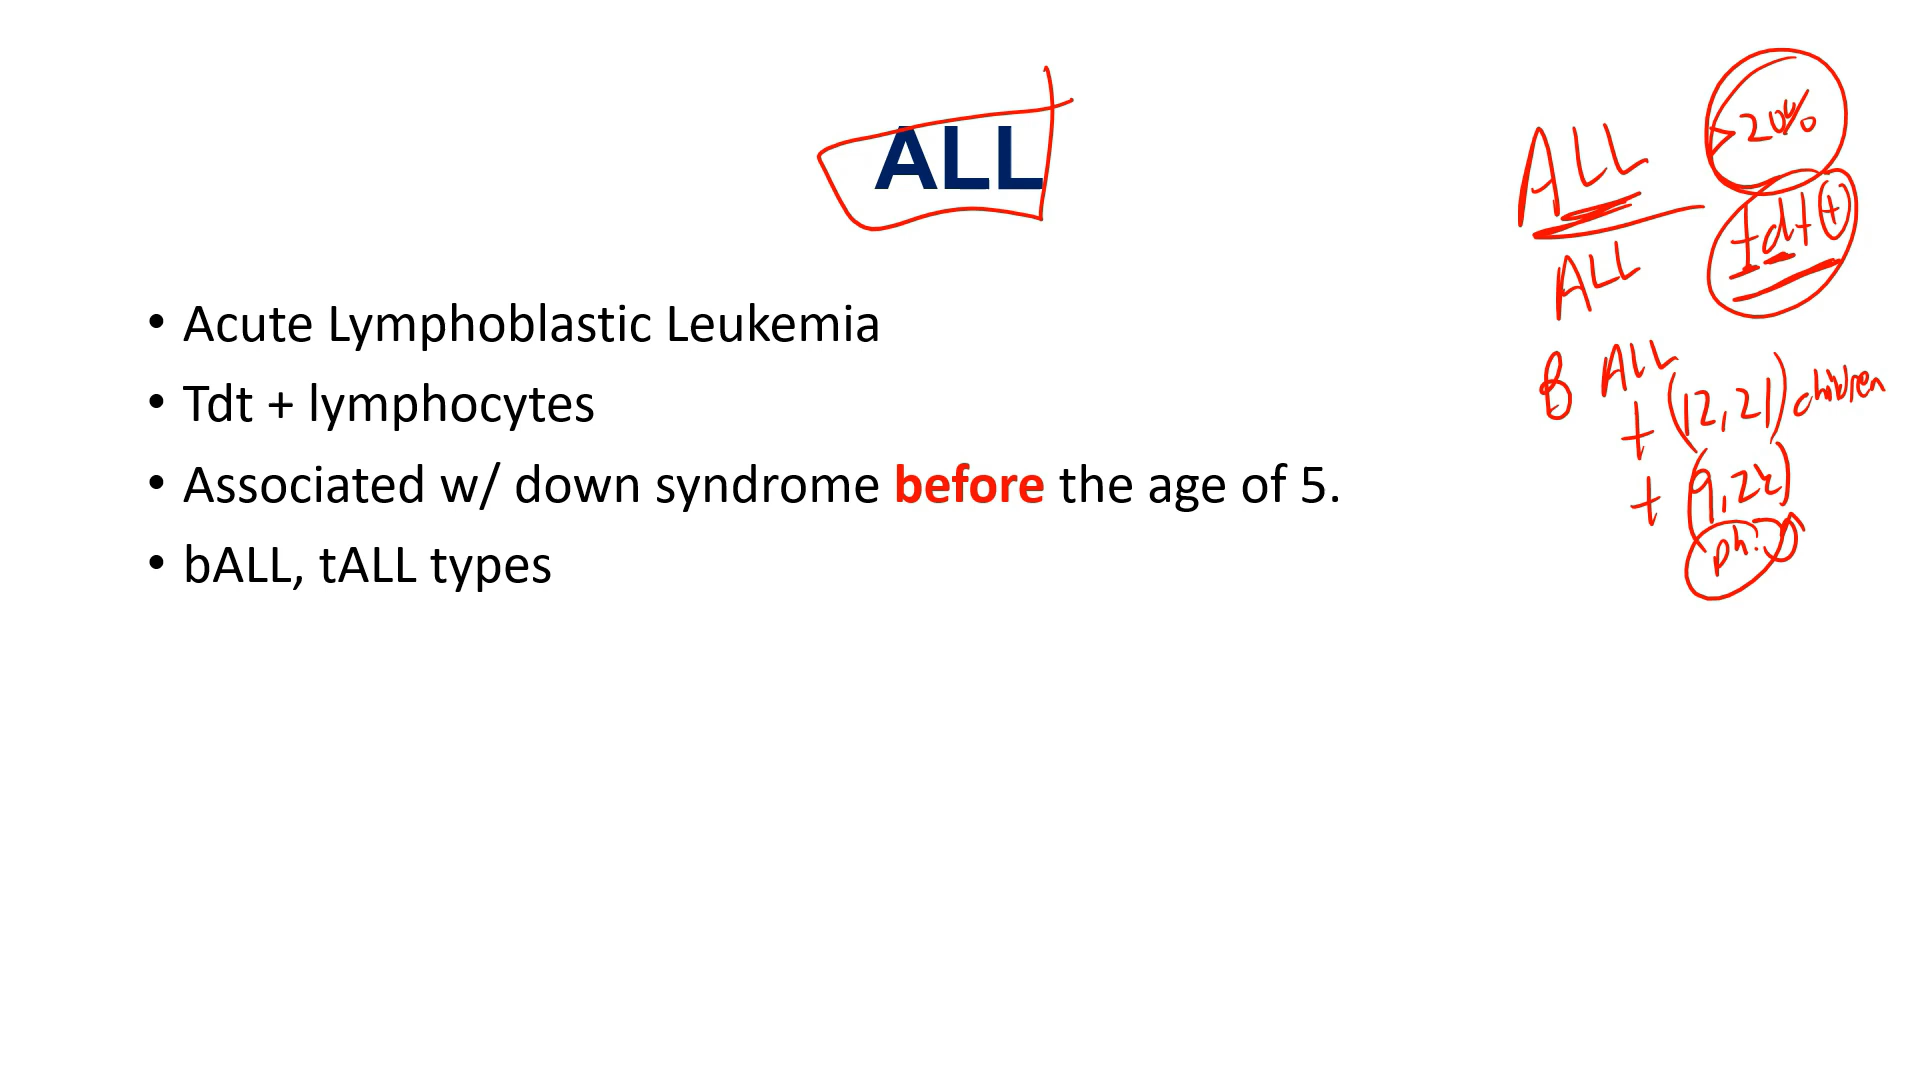 ALL
• Acute Lymphoblastic Leukemia
• Tdt + lymphocytes
• Associated w/ down syndrome before the age of 5.
• bALL, tALL types
ALL >20%
tdt +
ALL
B ALL
t (12,21) children
t (9,22)
ph: